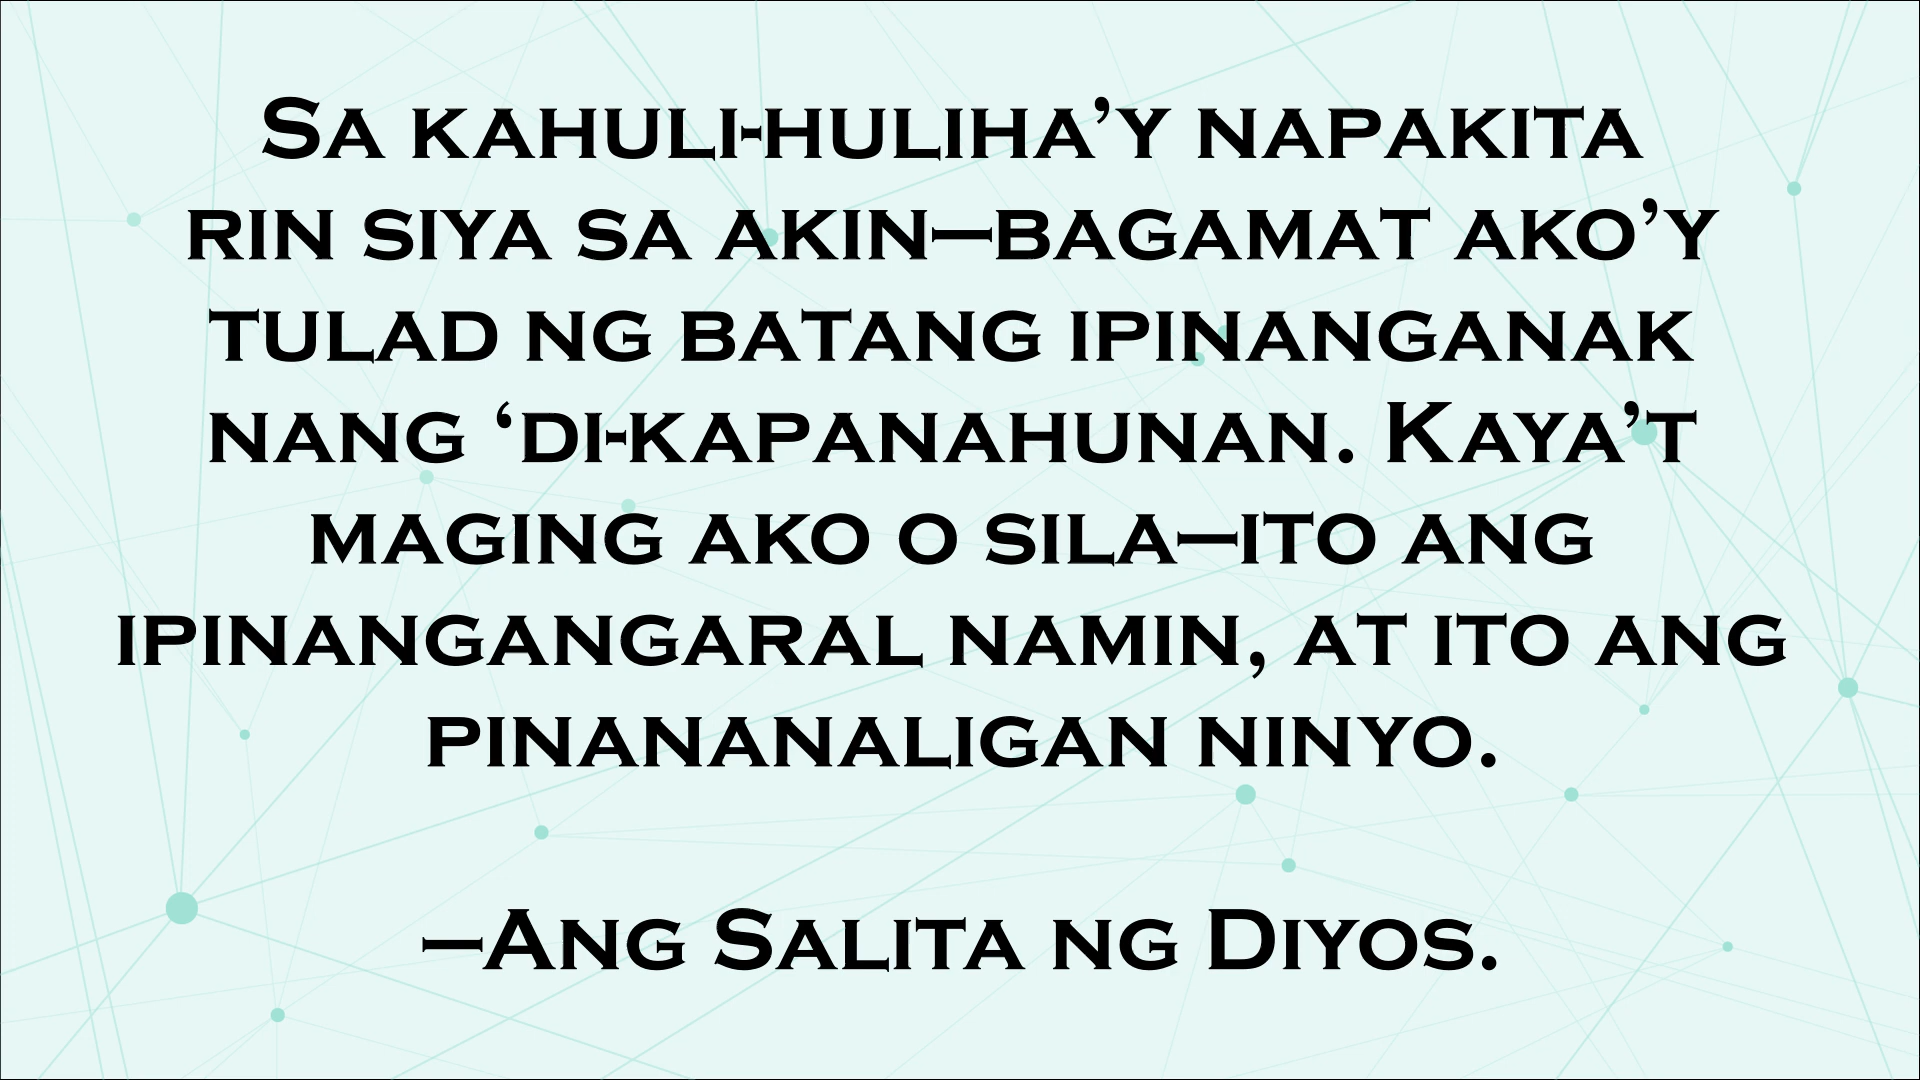 Sa kahuli-huliha’y napakita
rin siya sa akin—bagamat ako’y
tulad ng batang ipinanganak
nang ‘di-kapanahunan. Kaya’t
maging ako o sila—ito ang
ipinangangaral namin, at ito ang
pinananaligan ninyo.
—Ang Salita ng Diyos.